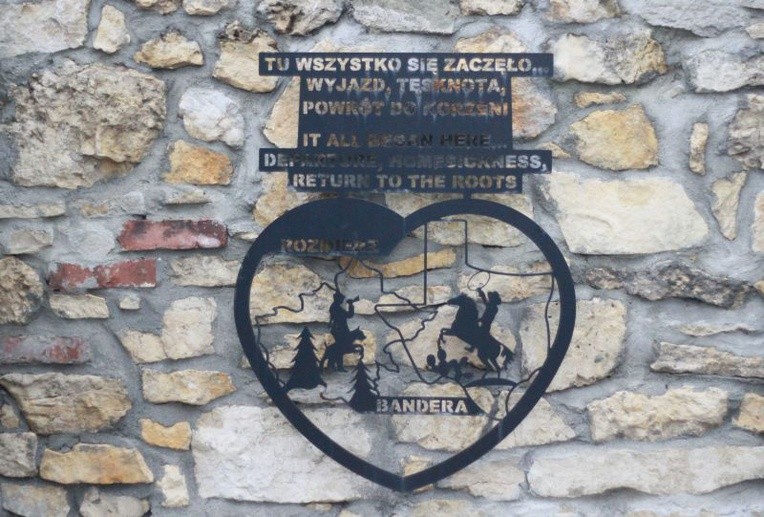 TU WSZYSTKO SIĘ ZACZĘŁO...
WYJAZD, TĘSKNOTA,
POWRÓT DO KORZENI
IT ALL BEGAN HERE...
DEPARTURE, HOMESICKNESS,
RETURN TO THE ROOTS
ROZMIERZ
BANDERA